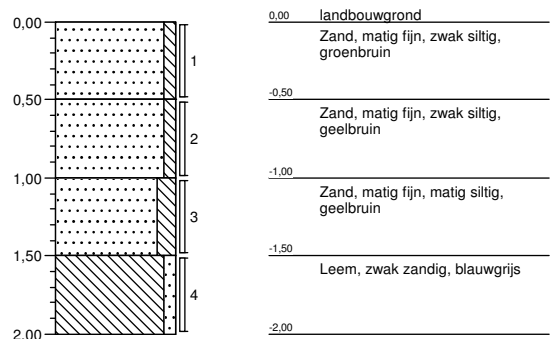 0,00
0,50
1,00
1,50
2,00
1
2
3
4
0,00 landbouwgrond
Zand, matig fijn, zwak siltig,
groenbruin
-0,50
Zand, matig fijn, zwak siltig,
geelbruin
-1,00
Zand, matig fijn, matig siltig,
geelbruin
-1,50
Leem, zwak zandig, blauwgrijs
-2,00